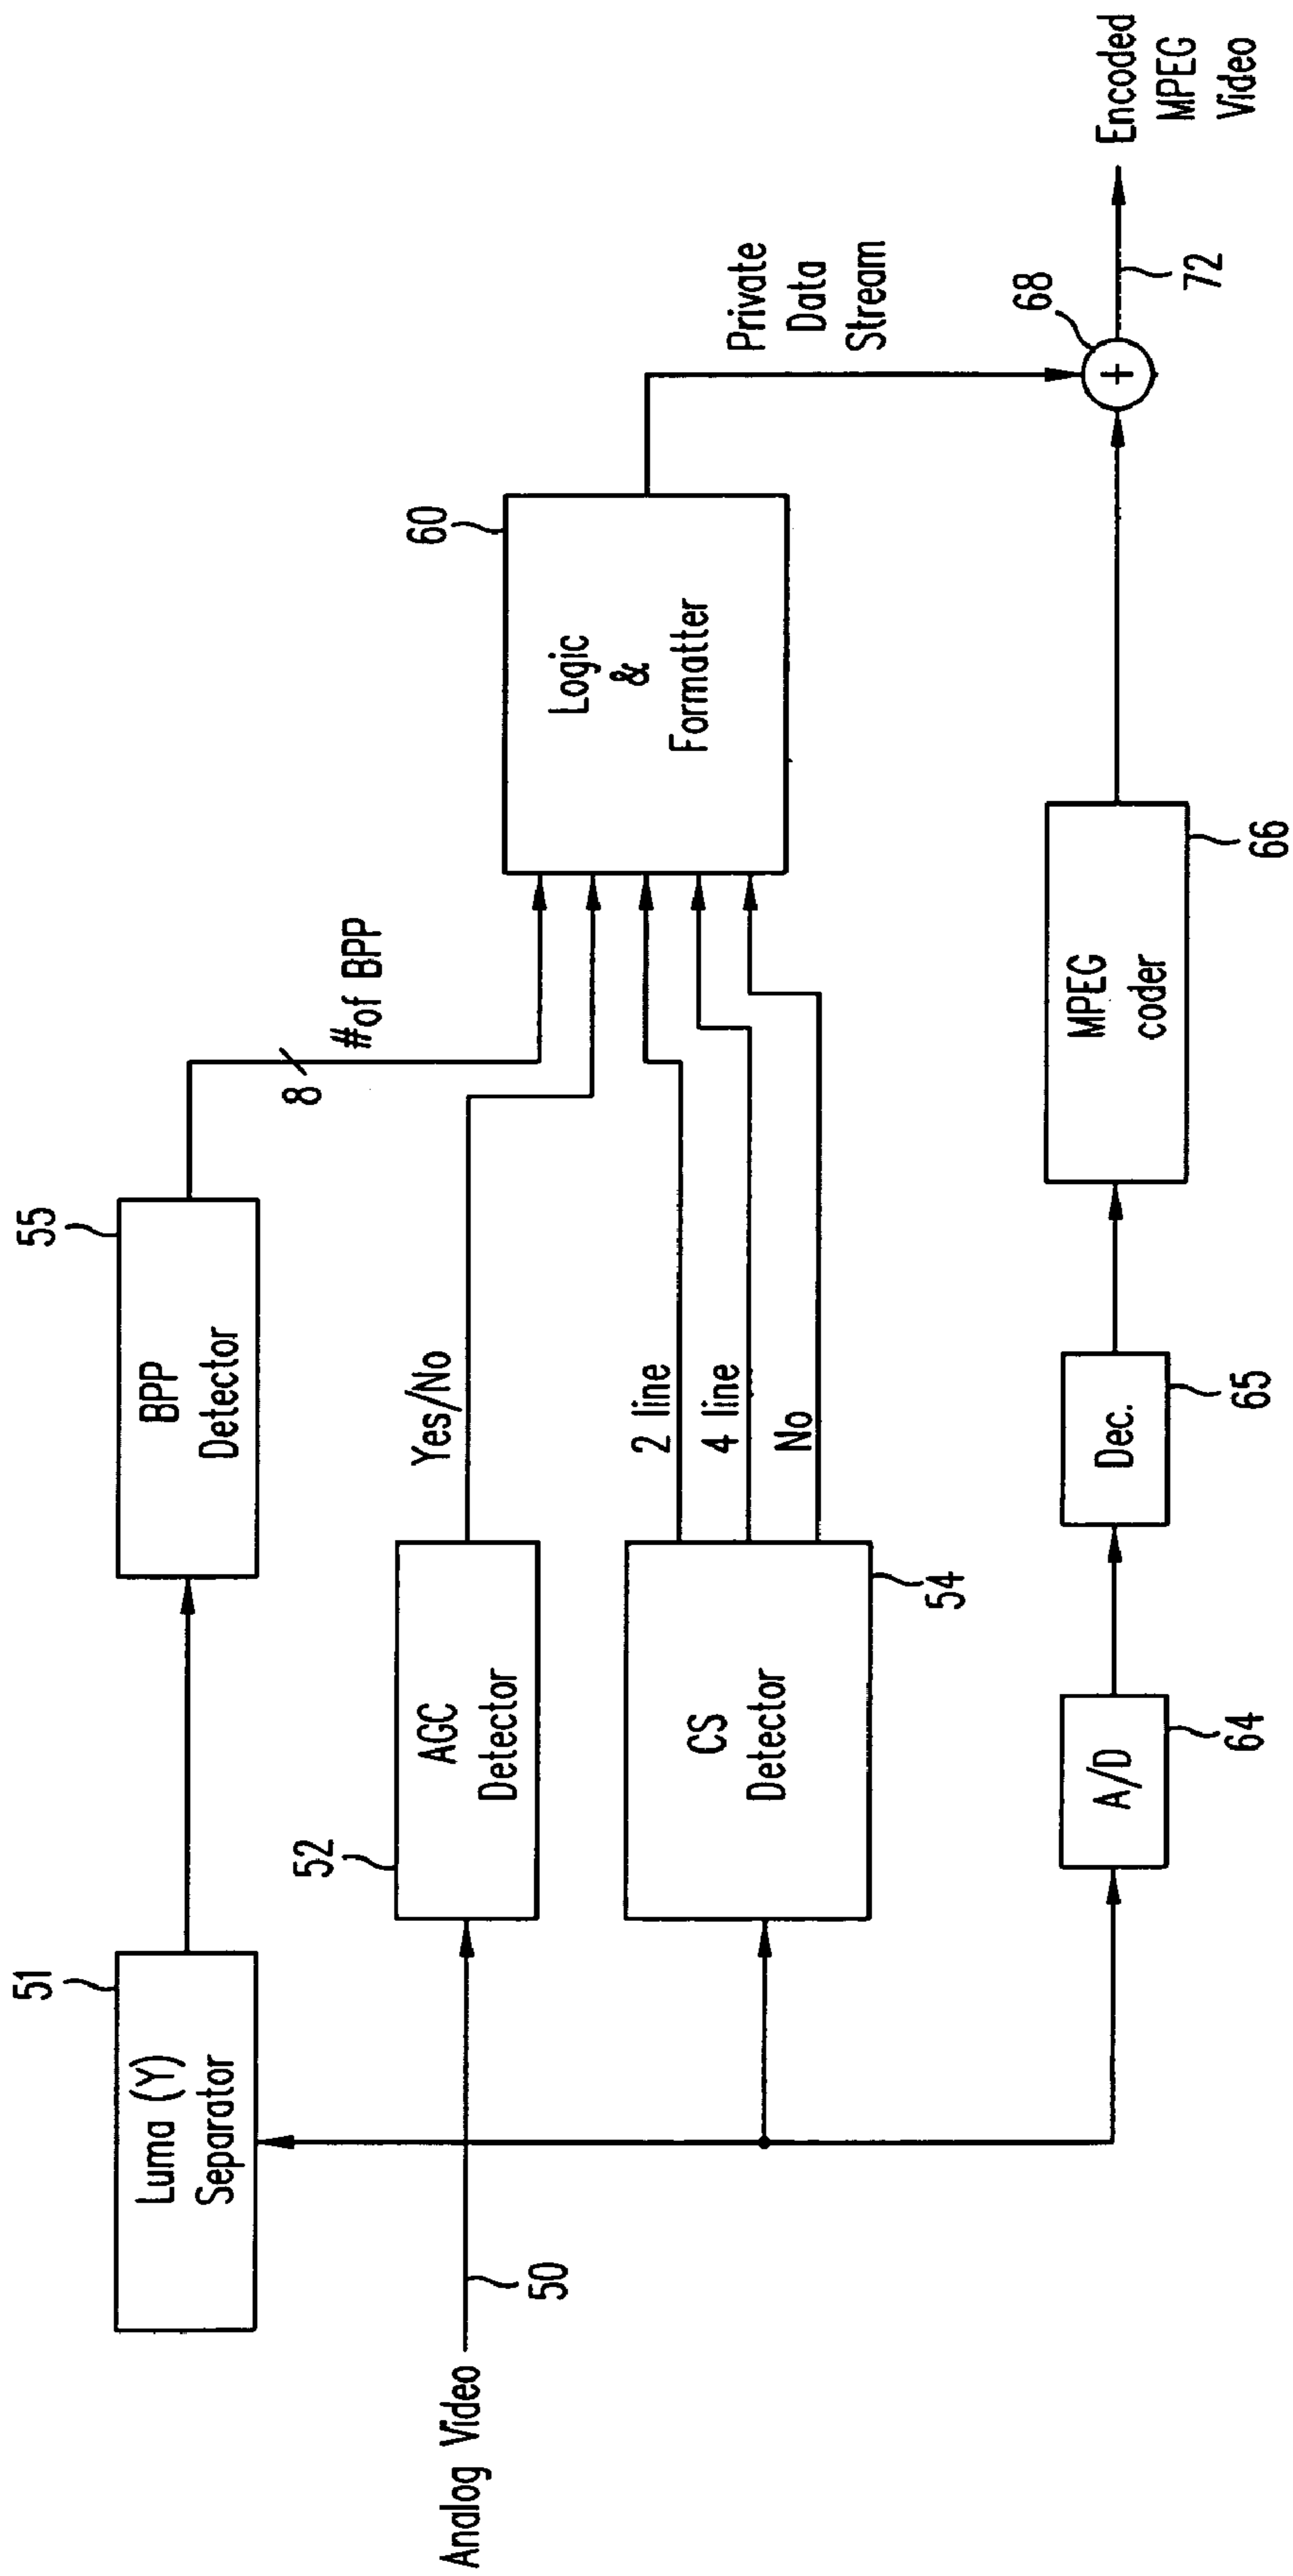 51
Luma (Y)
Separator
55
BPP
Detector
8
#of BPP
Analog Video
50
52
AGC
Detector
Yes/No
CS
Detector
54
2 line
4 line
No
60
Logic
&
Formatter
Private
Data
Stream
A/D
64
Dec.
65
MPEG
coder
66
68
+
72
Encoded
MPEG
Video